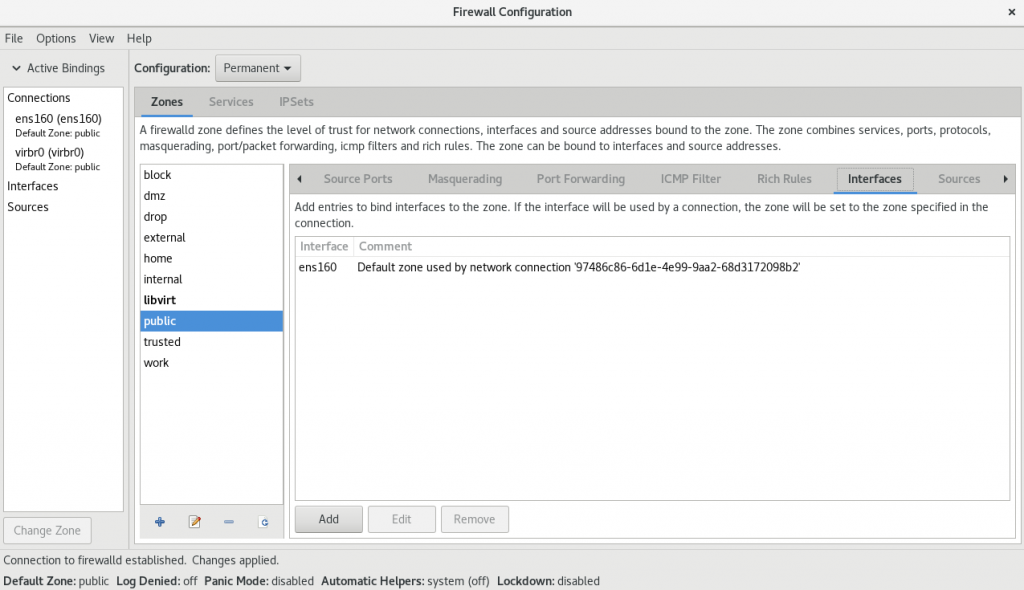 Firewall Configuration
File Options View Help
Active Bindings
Configuration: Permanent
Connections
ens160 (ens160)
Default Zone: public
virbr0 (virbr0)
Default Zone: public
Interfaces
Sources
Change Zone
Zones Services IPSets
A firewalld zone defines the level of trust for network connections, interfaces and source addresses bound to the zone. The zone combines services, ports, protocols,
masquerading, port/packet forwarding, icmp filters and rich rules. The zone can be bound to interfaces and source addresses.
block
dmz
drop
external
home
internal
libvirt
public
trusted
work
Source Ports Masquerading Port Forwarding ICMP Filter Rich Rules Interfaces Sources
Add entries to bind interfaces to the zone. If the interface will be used by a connection, the zone will be set to the zone specified in the
connection.
Interface Comment
ens160 Default zone used by network connection '97486c86-6d1e-4e99-9aa2-68d3172098b2'
Add Edit Remove
Connection to firewalld established. Changes applied.
Default Zone: public Log Denied: off Panic Mode: disabled Automatic Helpers: system (off) Lockdown: disabled